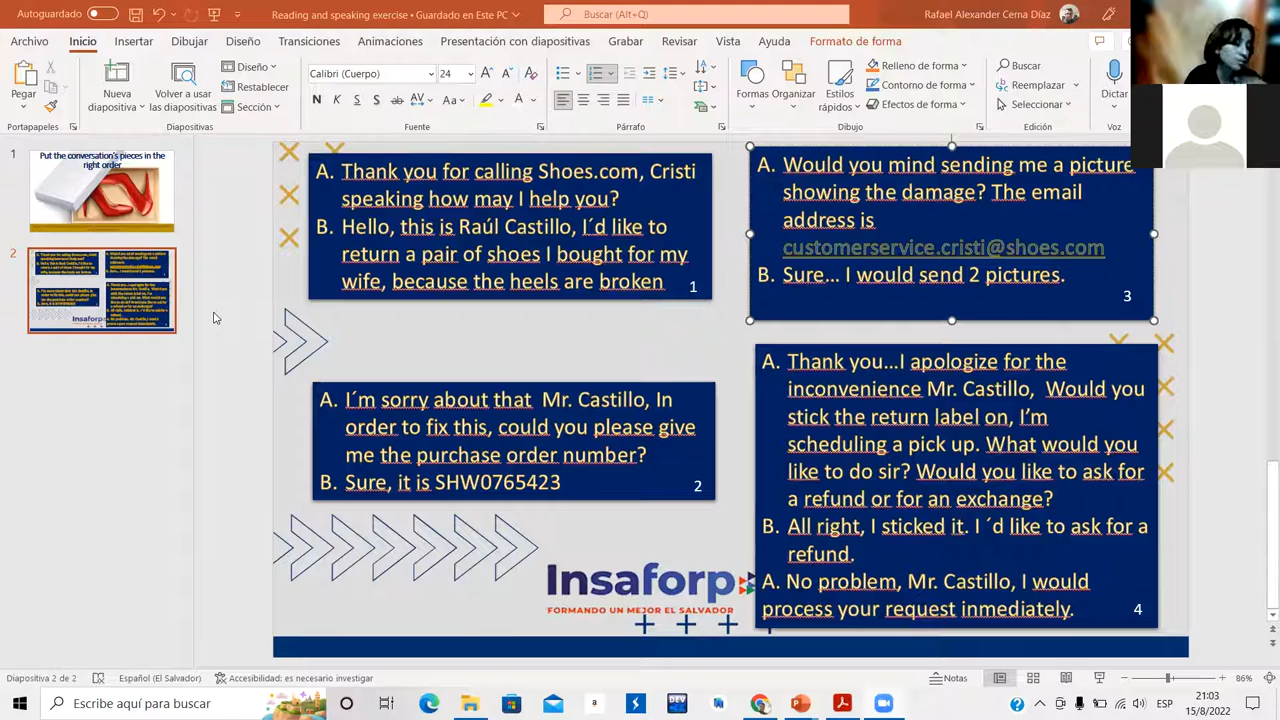 Autoguardado
Reading and speaking exercise • Guardado en Este PC
Buscar (Alt+Q)
Rafael Alexander Cerna Díaz
Archivo Inicio Insertar Dibujar Diseño Transiciones Animaciones Presentación con diapositivas Grabar Revisar Vista Ayuda Formato de forma
Pegar
Nueva diapositiva
Volver a usar las diapositivas
Diseño
Restablecer
Sección
Calibri (Cuerpo) 24
N K S S ab AV Aa A
Formas Organizar Estilos rápidos
Relleno de forma
Contorno de forma
Efectos de forma
Buscar
Reemplazar
Seleccionar
Dictar
Portapapeles Diapositivas Fuente Párrafo Dibujo Edición Voz
1
Put the conversation's pieces in the
right order
2
A. Thank you for calling Shoes.com, Cristi
speaking how may I help you?
B. Hello, this is Raúl Castillo, I´d like to
return a pair of shoes I bought for my
wife, because the heels are broken
1
A. I´m sorry about that Mr. Castillo, In
order to fix this, could you please give
me the purchase order number?
B. Sure, it is SHW0765423
2
A. Would you mind sending me a picture
showing the damage? The email
address is
customerservice.cristi@shoes.com
B. Sure... I would send 2 pictures.
3
A. Thank you...I apologize for the
inconvenience Mr. Castillo, Would you
stick the return label on, I'm
scheduling a pick up. What would you
like to do sir? Would you like to ask for
a refund or for an exchange?
B. All right, I sticked it. I ´d like to ask for a
refund.
A. No problem, Mr. Castillo, I would
process your request inmediately.
4
Insaforp
FORMANDO UN MEJOR EL SALVADOR
Diapositiva 2 de 2 Español (El Salvador) Accesibilidad: es necesario investigar Notas 86%
Escribe aquí para buscar
ESP
21:03
15/8/2022